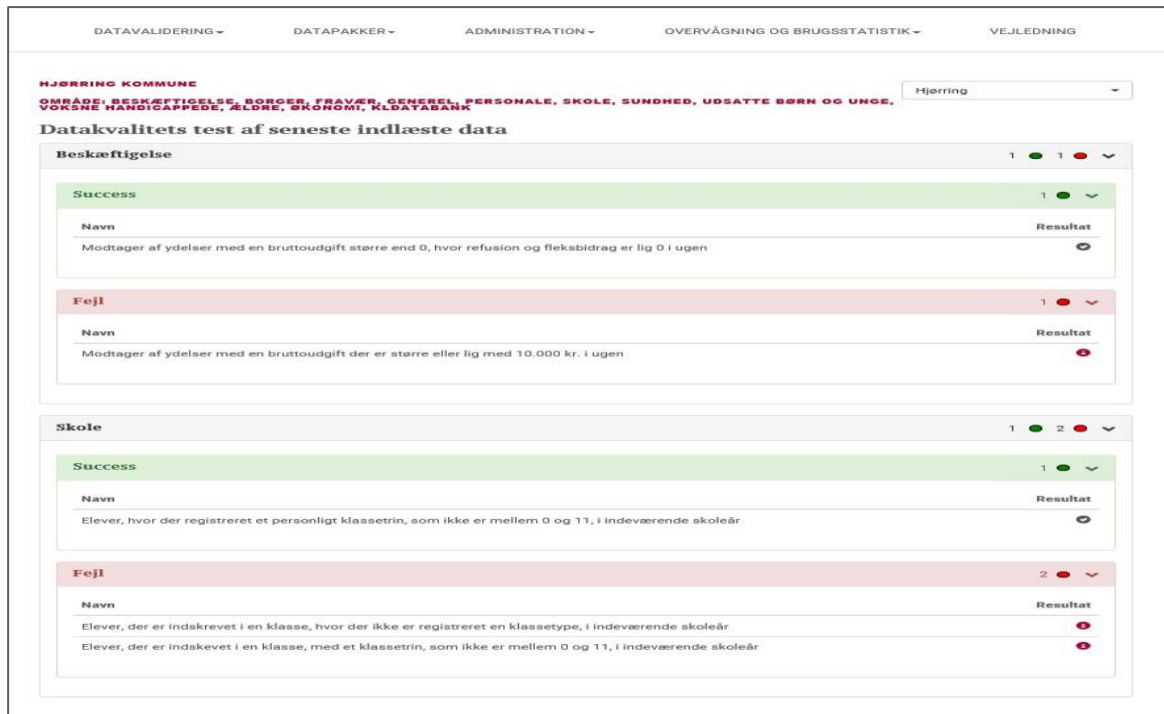 DATAVALIDERING DATAPAKKER ADMINISTRATION OVERVÅGNING OG BRUGSSTATISTIK VEJLEDNING
HJØRRING KOMMUNE
Hjørring
OMRÅDE: BESKÆFTIGELSE, BORGER, FRAVÆR, GENEREL, PERSONALE, SKOLE, SUNDHED, UDSATTE BØRN OG UNGE,
VOKSNE HANDICAPPEDE, ÆLDRE, ØKONOMI, KLDATABANK
Datakvalitets test af seneste indlæste data
Beskæftigelse 1 1
Success 1
Navn Resultat
Modtager af ydelser med en bruttoudgift større end 0, hvor refusion og fleksbidrag er lig 0 i ugen
Fejl 1
Navn Resultat
Modtager af ydelser med en bruttoudgift der er større eller lig med 10.000 kr. i ugen
Skole 1 2
Success 1
Navn Resultat
Elever, hvor der registreret et personligt klassetrin, som ikke er mellem 0 og 11, i indeværende skoleår
Fejl 2
Navn Resultat
Elever, der er indskrevet i en klasse, hvor der ikke er registreret en klassetype, i indeværende skoleår
Elever, der er indskevet i en klasse, med et klassetrin, som ikke er mellem 0 og 11, i indeværende skoleår